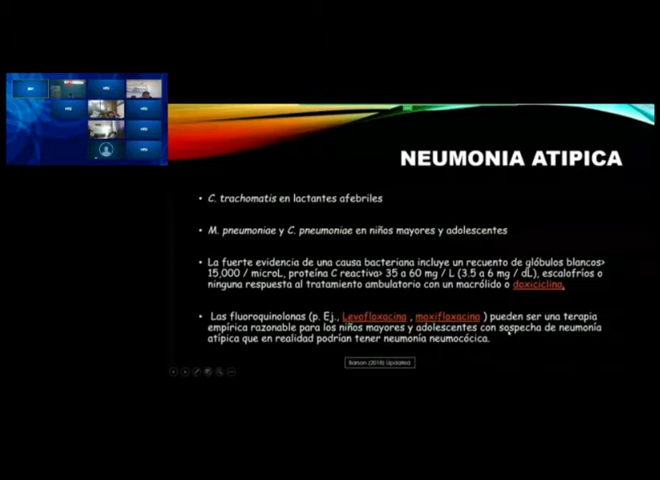 NEUMONIA ATIPICA
• C. trachomatis en lactantes afebriles
• M. pneumoniae y C. pneumoniae en niños mayores y adolescentes
• La fuerte evidencia de una causa bacteriana incluye un recuento de glóbulos blancos>
15,000 / microL, proteína C reactiva> 35 a 60 mg / L (3.5 a 6 mg / dL), escalofríos o
ninguna respuesta al tratamiento ambulatorio con un macrólido o doxiciclina.
• Las fluoroquinolonas (p. Ej., Levofloxacina , moxifloxacina ) pueden ser una terapia
empírica razonable para los niños mayores y adolescentes con sospecha de neumonía
atípica que en realidad podrían tener neumonía neumocócica.
(2018) Updated